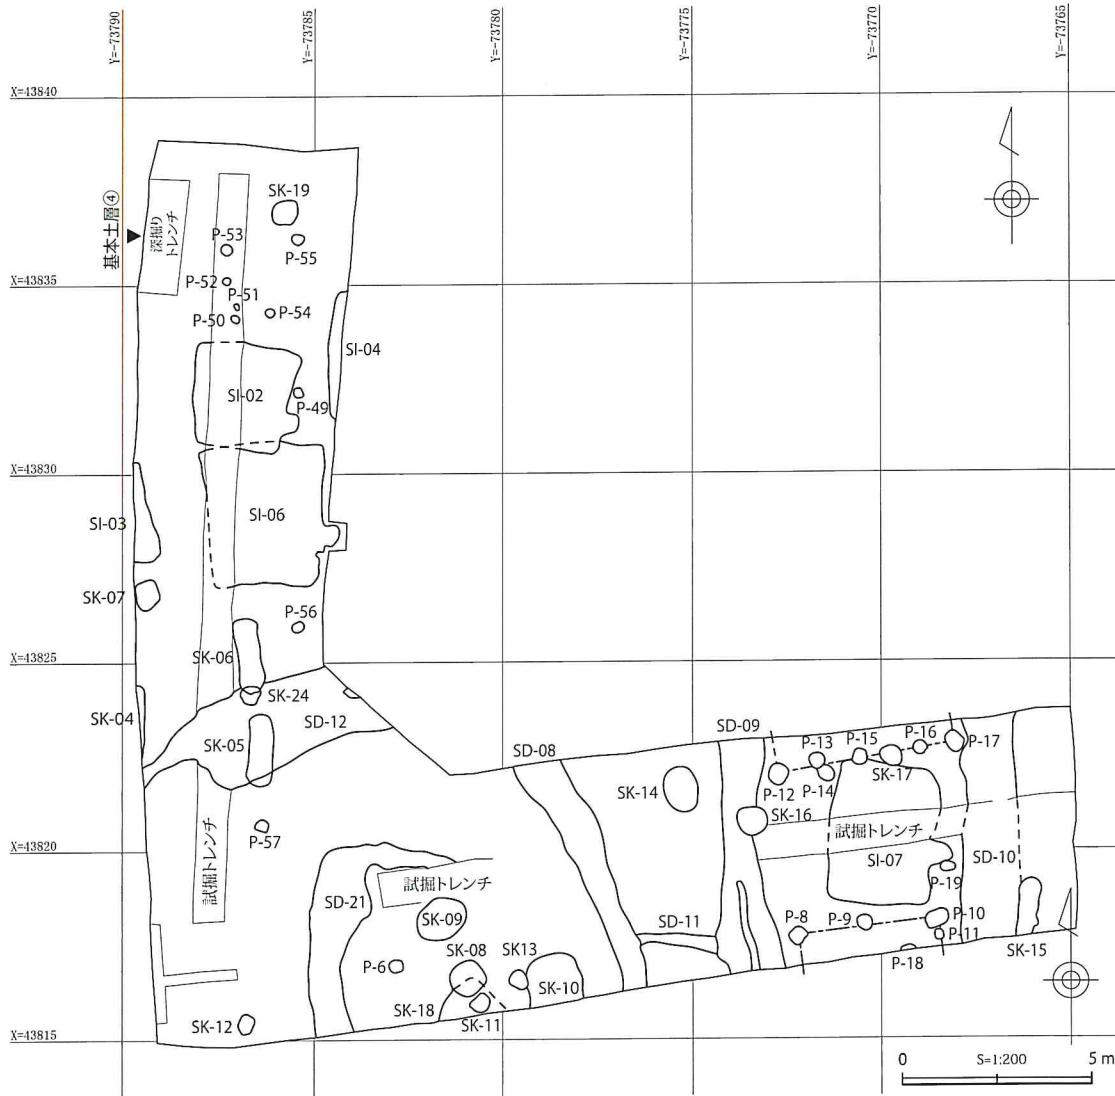 Y=-73790
Y=-73785
Y=-73780
Y=-73775
Y=-73770
Y=-73765
X=43840
基本土層④
深掘り
トレンチ
SK-19
P-53
P-55
X=43835
P-52
P-51
P-54
P-50
SI-04
SI-02
P-49
X=43830
SI-03
SI-06
SK-07
P-56
X=43825
SK-06
SK-24
SK-04
SD-12
SK-05
SD-08
SD-09
P-13
P-15
P-16
P-17
P-12
P-14
SK-17
SK-14
SK-16
試掘トレンチ
P-57
X=43820
試掘トレンチ
SI-07
SD-10
P-19
試掘トレンチ
SD-21
SK-09
SD-11
P-8
P-9
P-10
P-11
P-18
SK-15
SK-08
SK13
P-6
SK-10
SK-18
SK-11
SK-12
X=43815
0
S=1:200
5 m